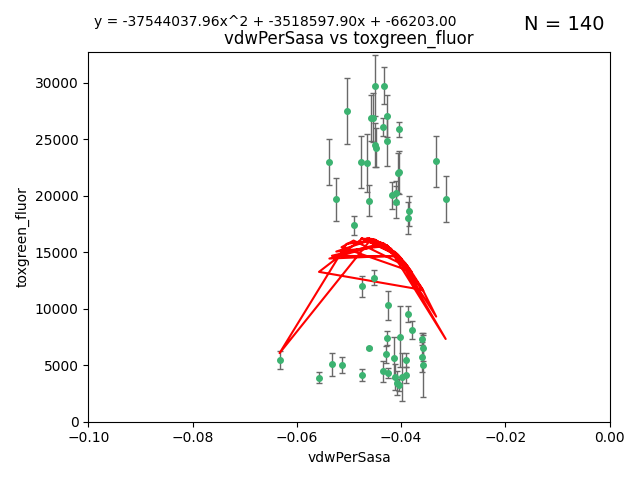 y = -37544037.96x^2 + -3518597.90x + -66203.00
N = 140
vdwPerSasa vs toxgreen_fluor
30000
25000
20000
15000
10000
5000
0
toxgreen_fluor
−0.10
−0.08
−0.06
−0.04
−0.02
0.00
vdwPerSasa